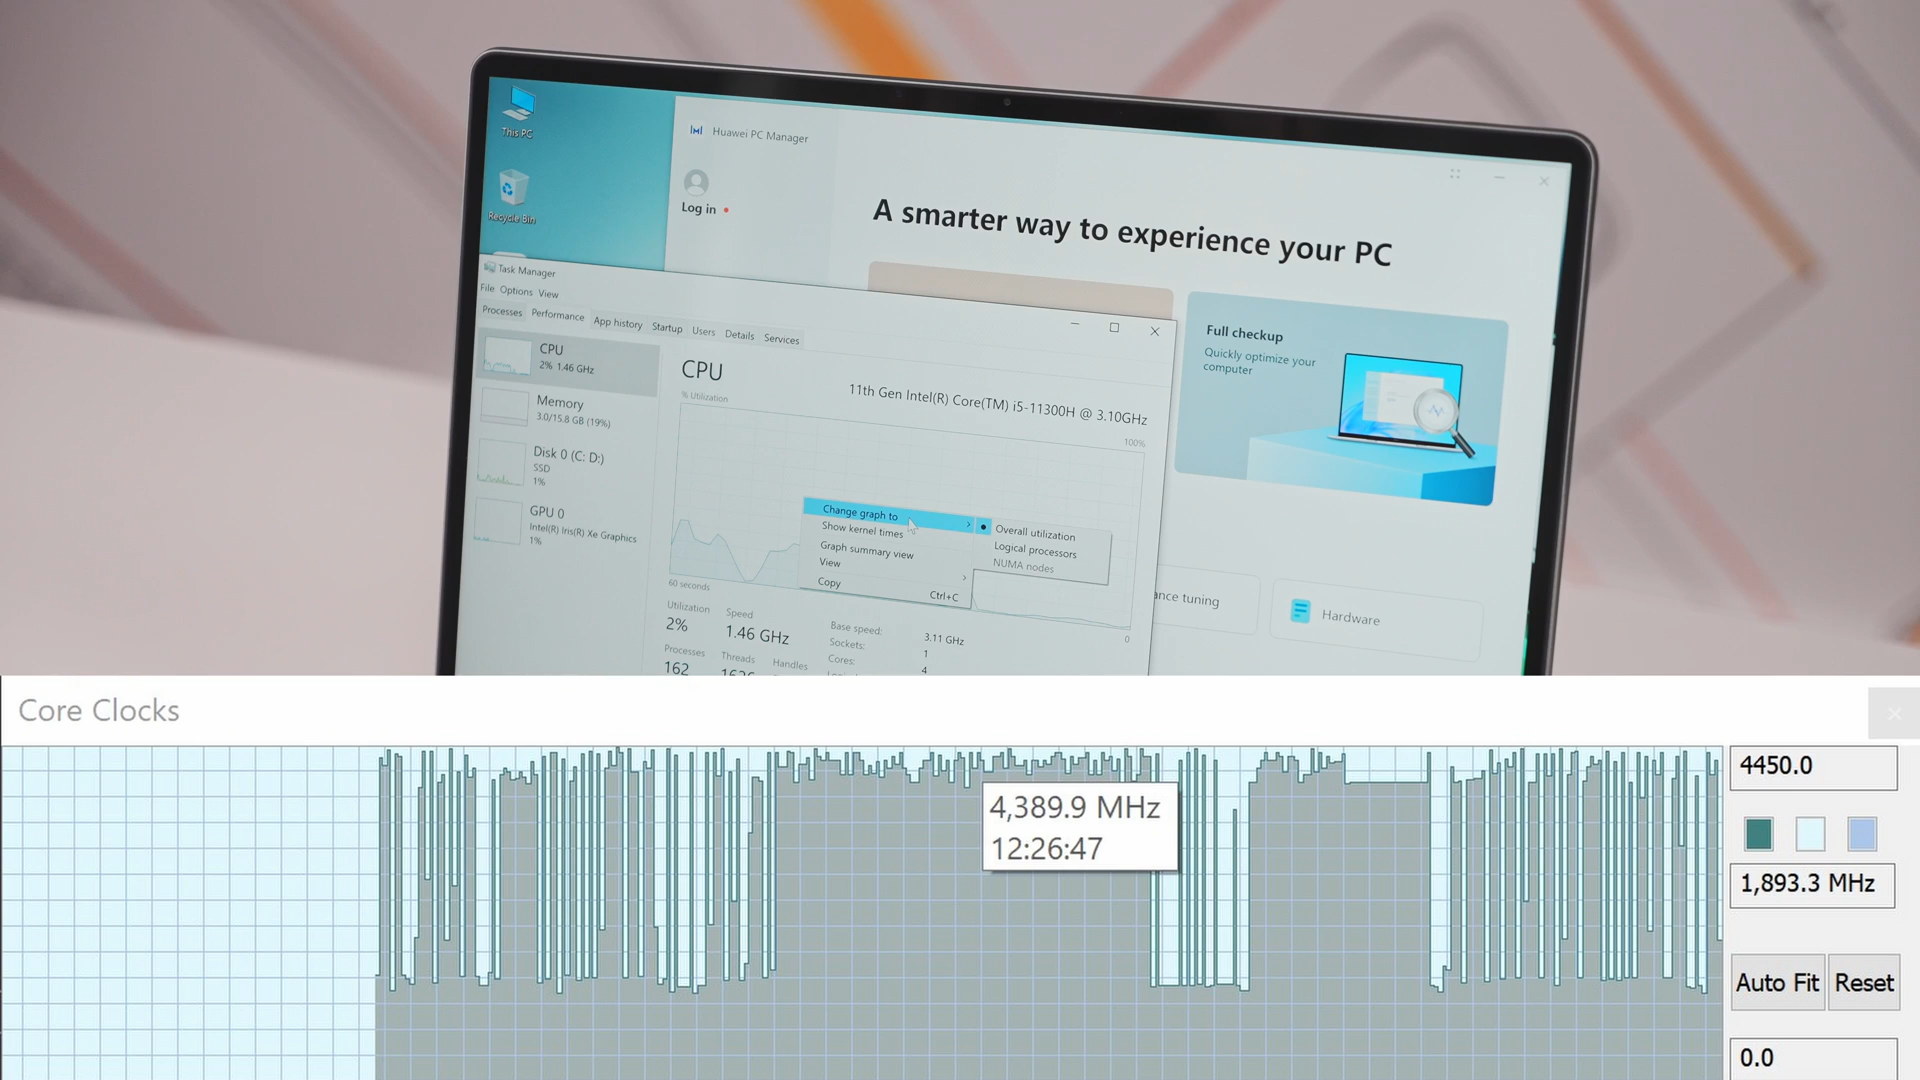 This PC
Recycle Bin
Huawei PC Manager
Log in
A smarter way to experience your PC
Full checkup
Quickly optimize your
computer
ance tuning
Hardware
Task Manager
File Options View
Processes Performance App history Startup Users Details Services
CPU
2% 1.46 GHz
Memory
3.0/15.8 GB (19%)
Disk 0 (C: D:)
SSD
1%
GPU 0
Intel(R) Iris(R) Xe Graphics
1%
CPU
11th Gen Intel(R) Core(TM) i5-11300H @ 3.10GHz
% Utilization
100%
Change graph to
Show kernel times
Graph summary view
View
Copy Ctrl+C
Overall utilization
Logical processors
NUMA nodes
60 seconds
0
Utilization Speed
2% 1.46 GHz
Processes Threads Handles
162
Base speed: 3.11 GHz
Sockets: 1
Cores: 4
Core Clocks
4450.0
4,389.9 MHz
12:26:47
1,893.3 MHz
Auto Fit Reset
0.0